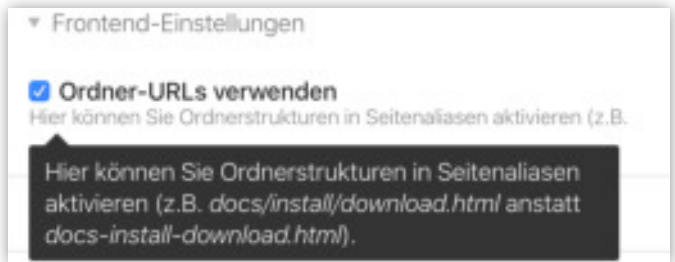 Frontend-Einstellungen
Ordner-URLs verwenden
Hier können Sie Ordnerstrukturen in Seitenaliasen aktivieren (z.B.
Hier können Sie Ordnerstrukturen in Seitenaliasen
aktivieren (z.B. docs/install/download.html anstatt
docs-install-download.html).